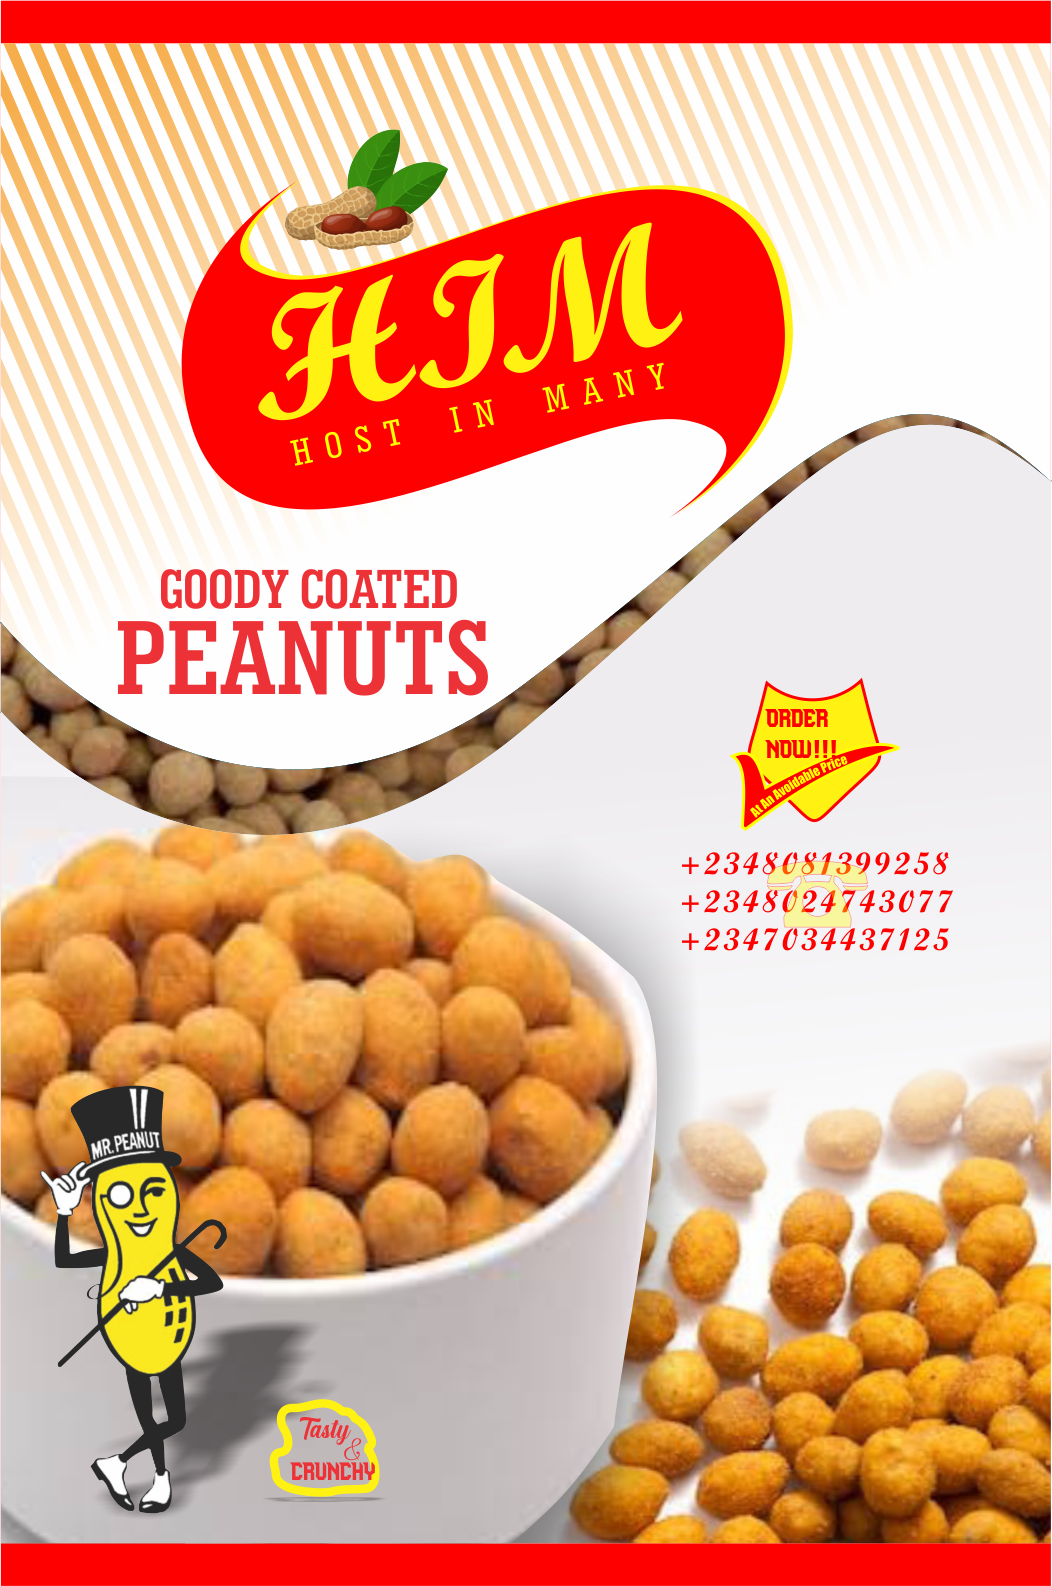 HIM
HOST IN MANY
GOODY COATED
PEANUTS
ORDER
NOW!!!
At An Avoidable Price
+2348081399258
+2348024743077
+2347034437125
MR. PEANUT
Tasty
&
CRUNCHY